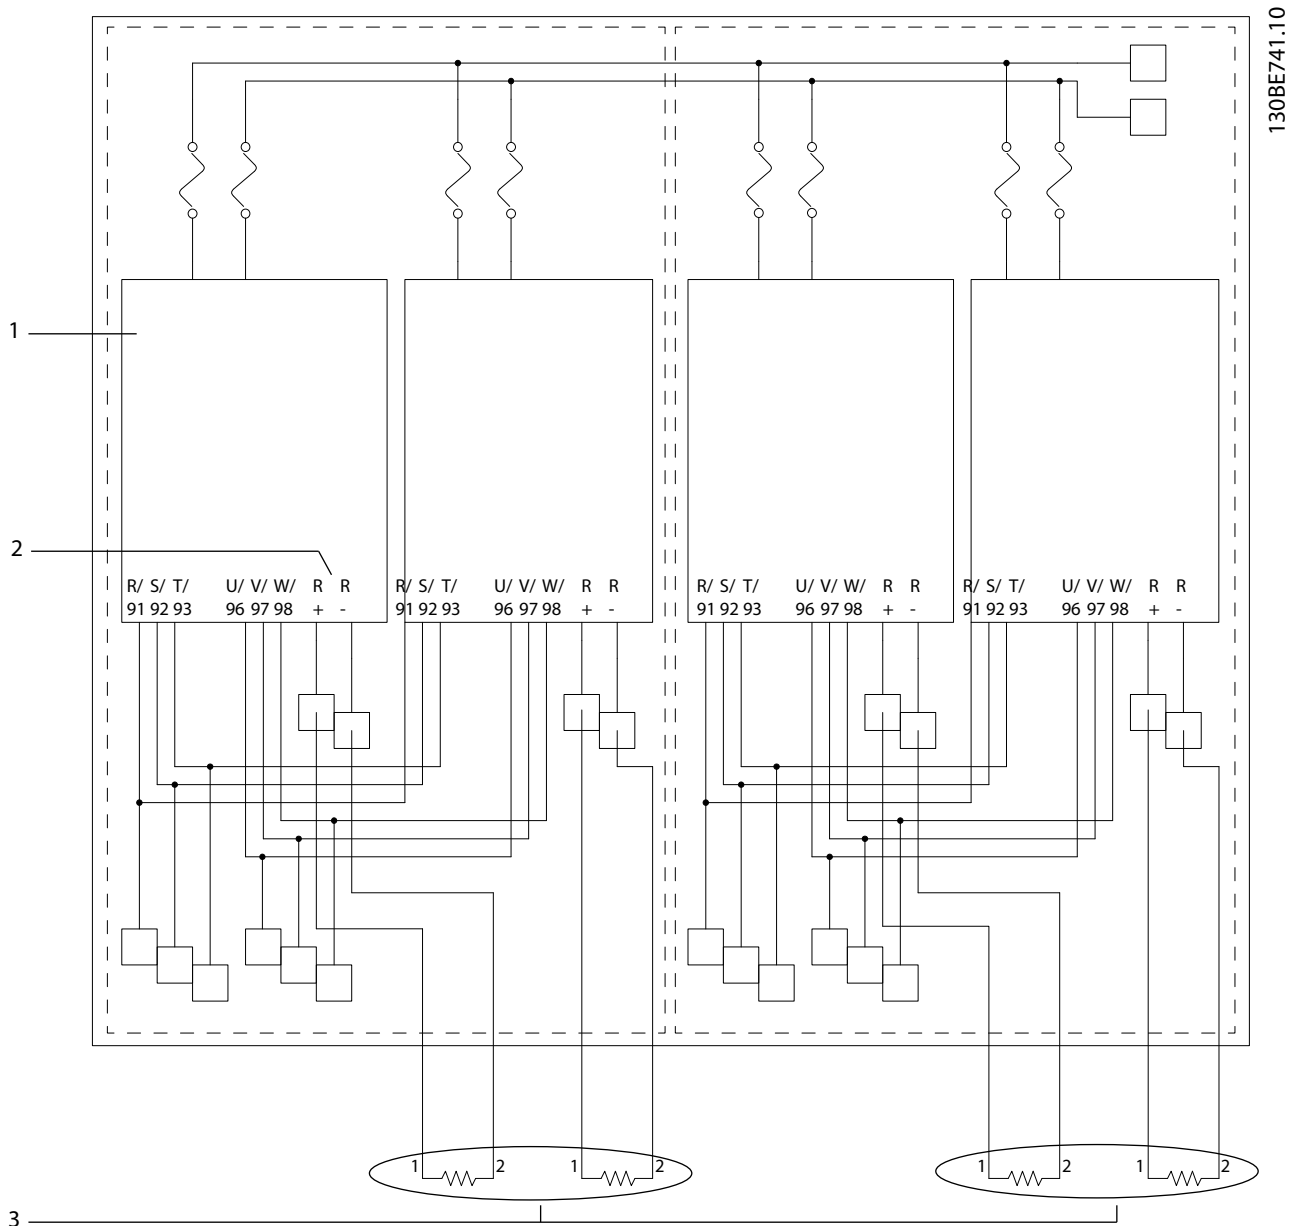 130BE741.10
1
2
R/ S/ T/ U/ V/ W/ R R R/ S/ T/ U/ V/ W/ R R R/ S/ T/ U/ V/ W/ R R R/ S/ T/ U/ V/ W/ R R
91 92 93 96 97 98 + - 91 92 93 96 97 98 + - 91 92 93 96 97 98 + - 91 92 93 96 97 98 + -
1 2 1 2 1 2 1 2
3